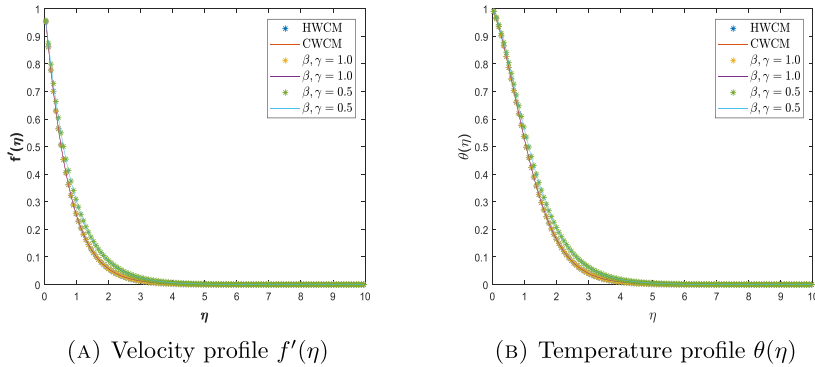 1
0.9
0.8
0.7
0.6
0.5
0.4
0.3
0.2
0.1
0
f′(η)
0 1 2 3 4 5 6 7 8 9 10
η
HWCM
CWCM
β, γ = 1.0
β, γ = 1.0
β, γ = 0.5
β, γ = 0.5
(A) Velocity profile f′(η)
1
0.9
0.8
0.7
0.6
0.5
0.4
0.3
0.2
0.1
0
θ(η)
0 1 2 3 4 5 6 7 8 9 10
η
HWCM
CWCM
β, γ = 1.0
β, γ = 1.0
β, γ = 0.5
β, γ = 0.5
(B) Temperature profile θ(η)